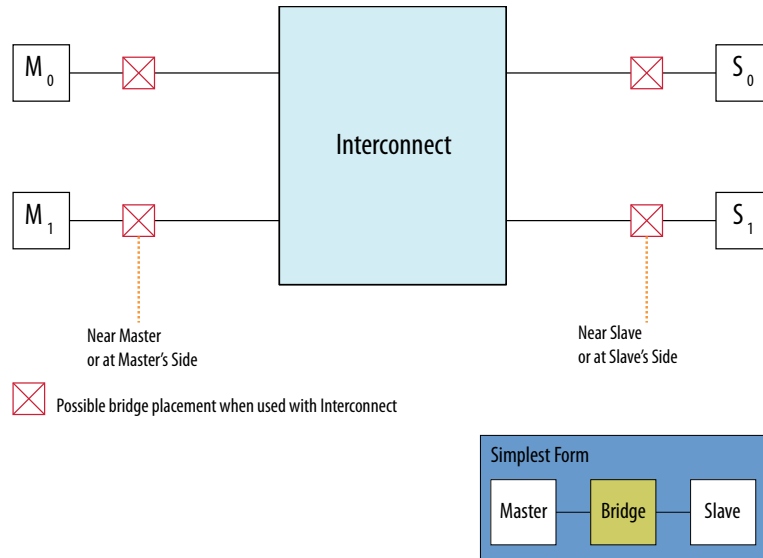 M0
S0
Interconnect
M1
S1
Near Master
or at Master's Side
Near Slave
or at Slave's Side
Possible bridge placement when used with Interconnect
Simplest Form
Master
Bridge
Slave